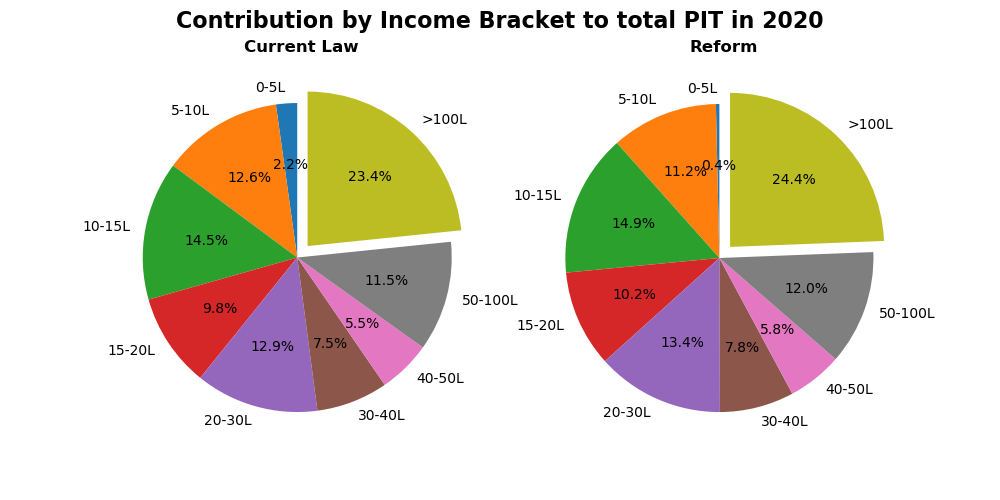 Contribution by Income Bracket to total PIT in 2020
Current Law
0-5L
5-10L
10-15L
15-20L
20-30L
30-40L
40-50L
50-100L
>100L
2.2%
12.6%
14.5%
9.8%
12.9%
7.5%
5.5%
11.5%
23.4%
Reform
0-5L
5-10L
10-15L
15-20L
20-30L
30-40L
40-50L
50-100L
>100L
0.4%
11.2%
14.9%
10.2%
13.4%
7.8%
5.8%
12.0%
24.4%